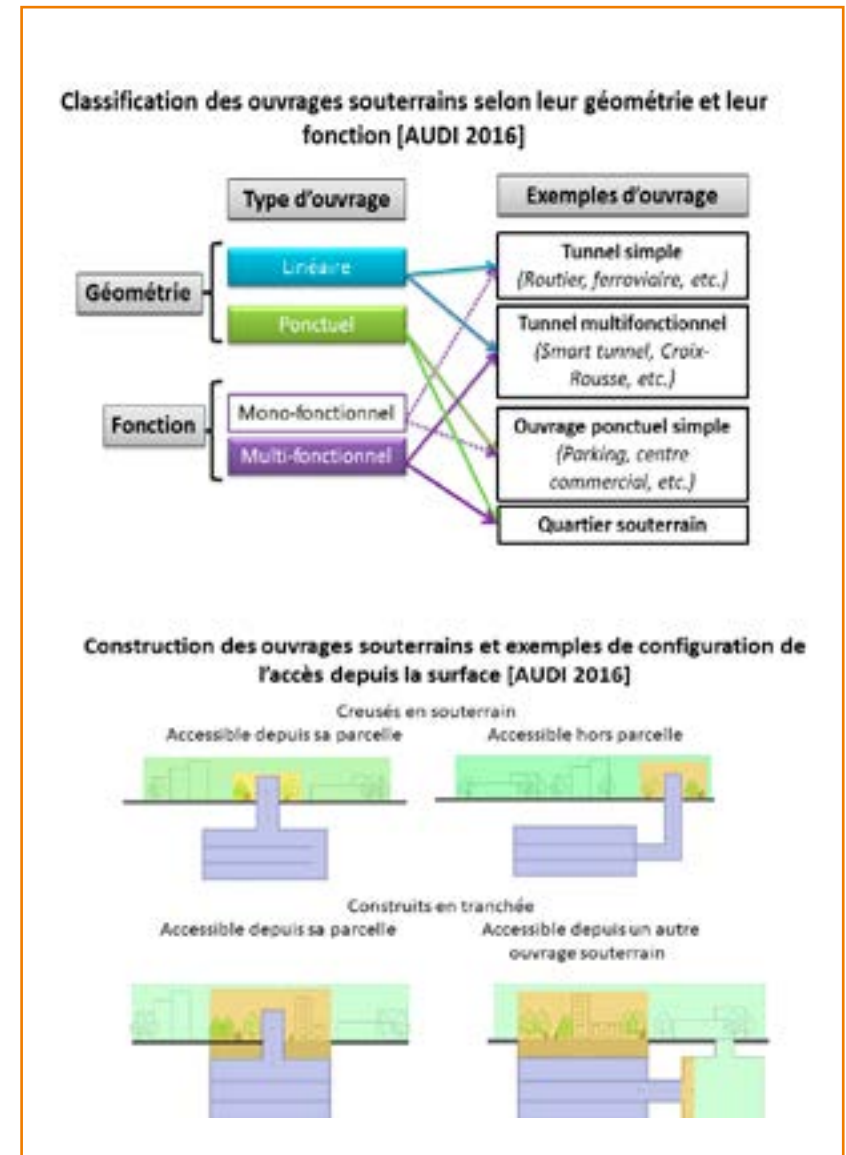 Classification des ouvrages souterrains selon leur géométrie et leur
fonction [AUDI 2016]
Type d'ouvrage
Exemples d'ouvrage
Géométrie
Linéaire
Ponctuel
Fonction
Mono-fonctionnel
Multi-fonctionnel
Tunnel simple
(Routier, ferroviaire, etc.)
Tunnel multifonctionnel
(Smart tunnel, Croix-
Rousse, etc.)
Ouvrage ponctuel simple
(Parking, centre
commercial, etc.)
Quartier souterrain
Construction des ouvrages souterrains et exemples de configuration de
l'accès depuis la surface [AUDI 2016]
Creusés en souterrain
Accessible depuis sa parcelle
Accessible hors parcelle
Construits en tranchée
Accessible depuis sa parcelle
Accessible depuis un autre
ouvrage souterrain